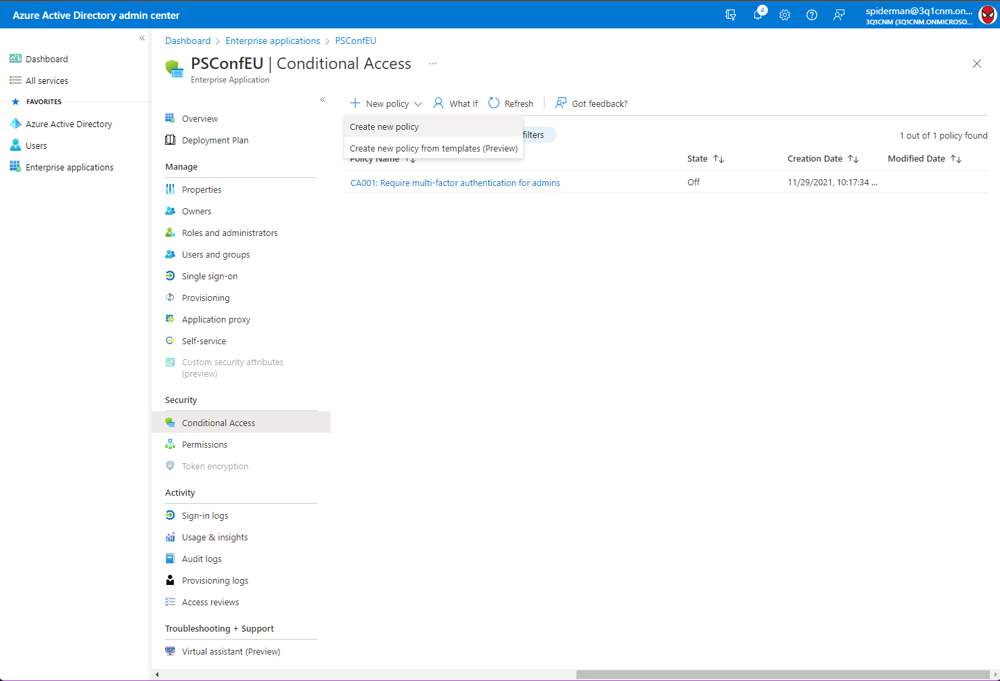 Azure Active Directory admin center
4
spiderman@3q1cnm.on...
3Q1CNM (3Q1CNM.ONMICROSO...
Dashboard
All services
FAVORITES
Azure Active Directory
Users
Enterprise applications
Dashboard > Enterprise applications > PSConfEU
PSConfEU | Conditional Access ...
Enterprise Application
Overview
Deployment Plan
Manage
Properties
Owners
Roles and administrators
Users and groups
Single sign-on
Provisioning
Application proxy
Self-service
Custom security attributes
(preview)
Security
Conditional Access
Permissions
Token encryption
Activity
Sign-in logs
Usage & insights
Audit logs
Provisioning logs
Access reviews
Troubleshooting + Support
Virtual assistant (Preview)
New policy What If Refresh Got feedback?
Create new policy
Create new policy from templates (Preview)
filters
1 out of 1 policy found
Policy Name State Creation Date Modified Date
CA001: Require multi-factor authentication for admins Off 11/29/2021, 10:17:34 ...